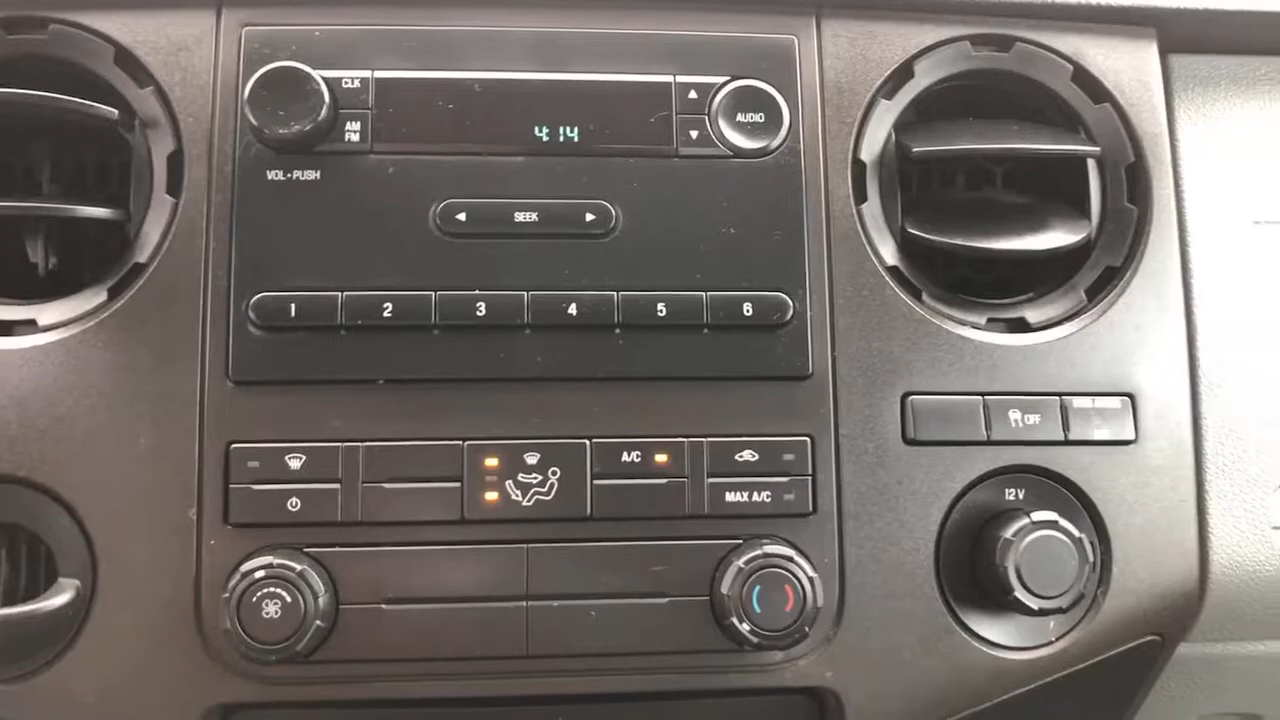 CLK
AM
FM
4:14
AUDIO
VOL•PUSH
SEEK
1 2 3 4 5 6
OFF
A/C
MAX A/C
12V